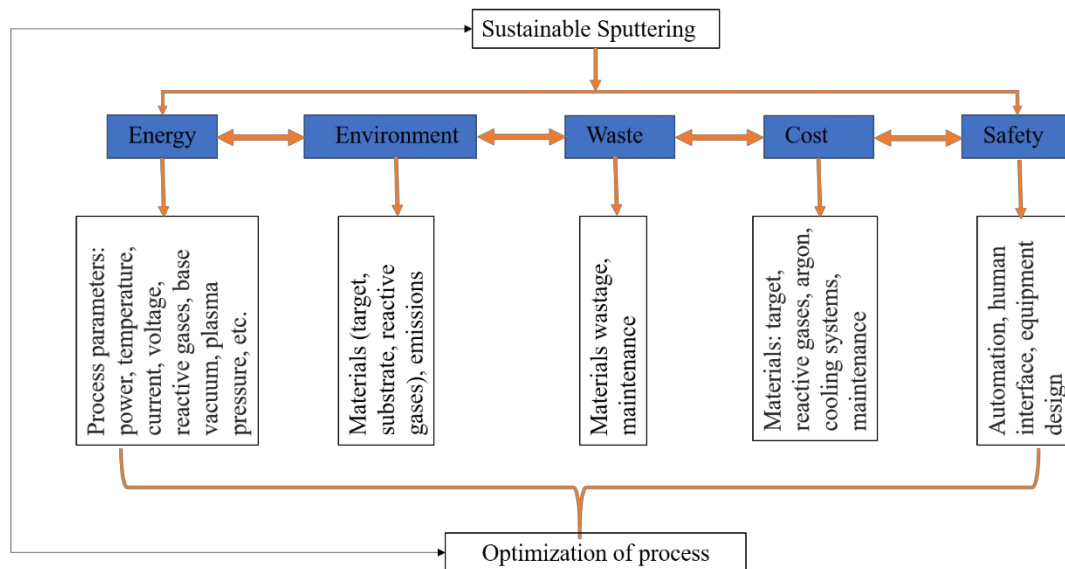 Sustainable Sputtering
Energy
Environment
Waste
Cost
Safety
Process parameters:
power, temperature,
current, voltage,
reactive gases, base
vacuum, plasma
pressure, etc.
Materials (target,
substrate, reactive
gases), emissions
Materials wastage,
maintenance
Materials: target,
reactive gases, argon,
cooling systems,
maintenance
Automation, human
interface, equipment
design
Optimization of process